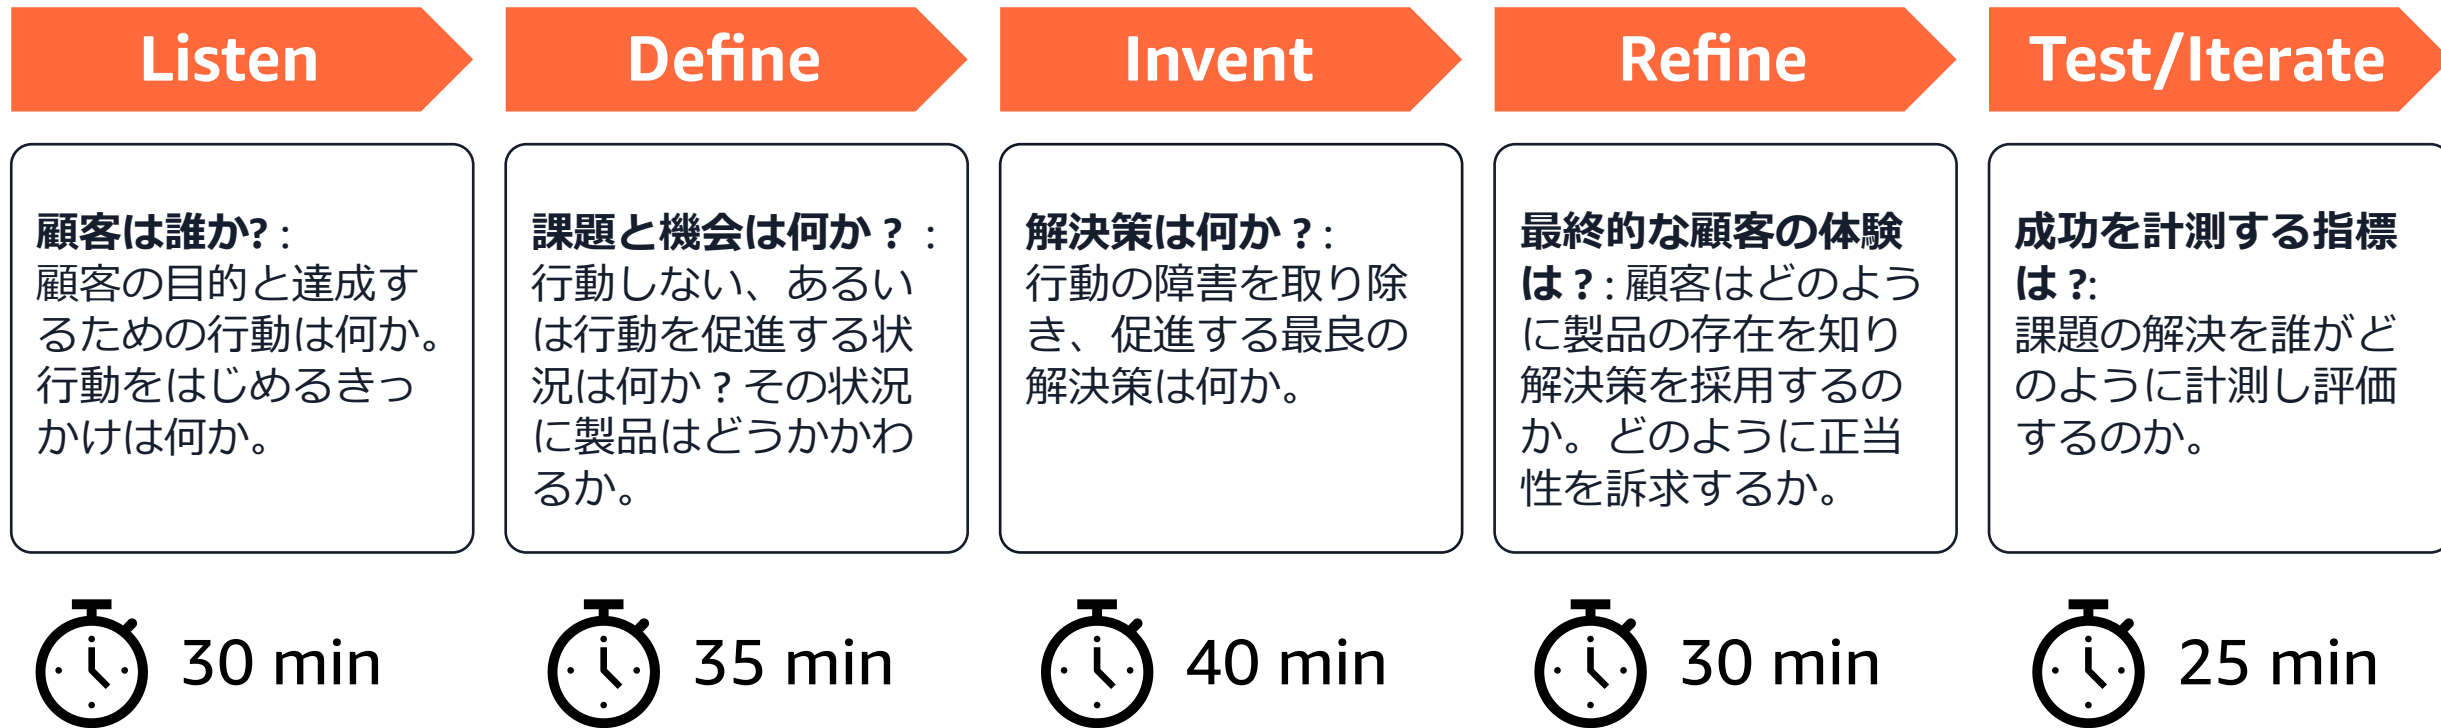 Listen
Define
Invent
Refine
Test/Iterate
顧客は誰か? :
顧客の目的と達成す
るための行動は何か。
行動をはじめるきっ
かけは何か。
課題と機会は何か ? :
行動しない、あるい
は行動を促進する状
況は何か ? その状況
に製品はどうかかわ
るか。
解決策は何か ? :
行動の障害を取り除
き、促進する最良の
解決策は何か。
最終的な顧客の体験
は ? : 顧客はどのよう
に製品の存在を知り
解決策を採用するの
か。どのように正当
性を訴求するか。
成功を計測する指標
は ?:
課題の解決を誰がど
のように計測し評価
するのか。
30 min
35 min
40 min
30 min
25 min